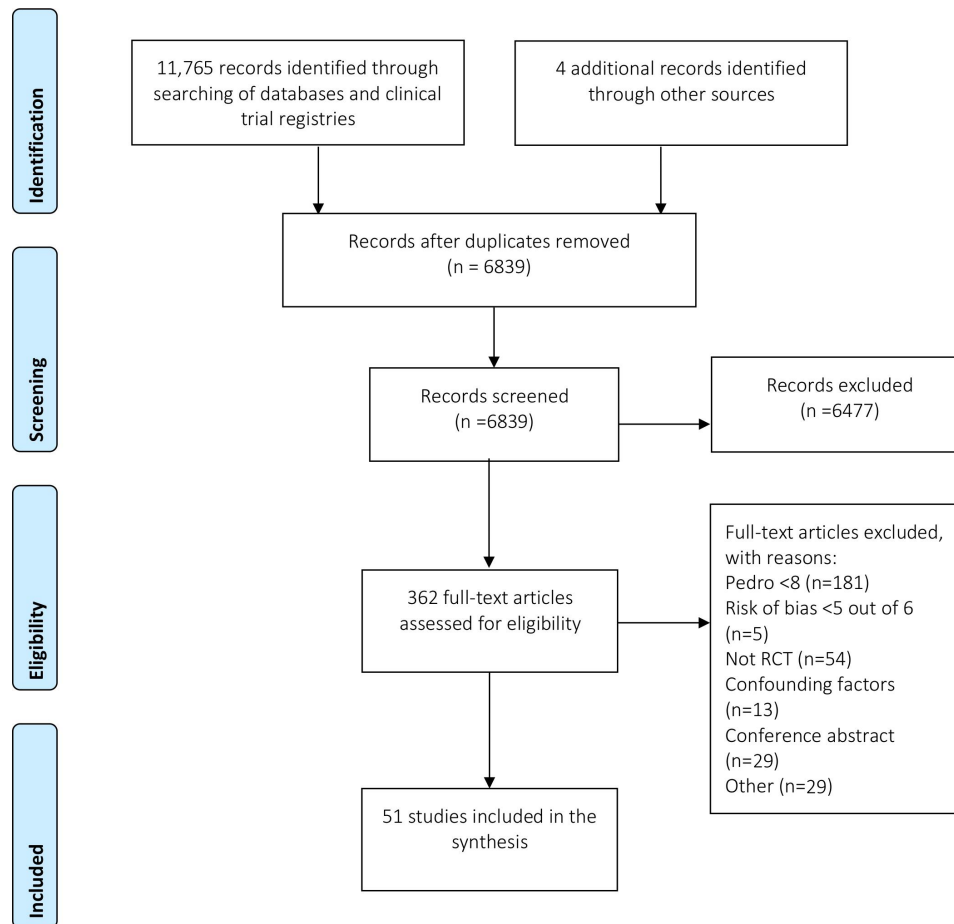 Identification
11,765 records identified through
searching of databases and clinical
trial registries
4 additional records identified
through other sources
Records after duplicates removed
(n = 6839)
Screening
Records screened
(n =6839)
Records excluded
(n =6477)
Eligibility
362 full-text articles
assessed for eligibility
Full-text articles excluded,
with reasons:
Pedro <8 (n=181)
Risk of bias <5 out of 6
(n=5)
Not RCT (n=54)
Confounding factors
(n=13)
Conference abstract
(n=29)
Other (n=29)
Included
51 studies included in the
synthesis